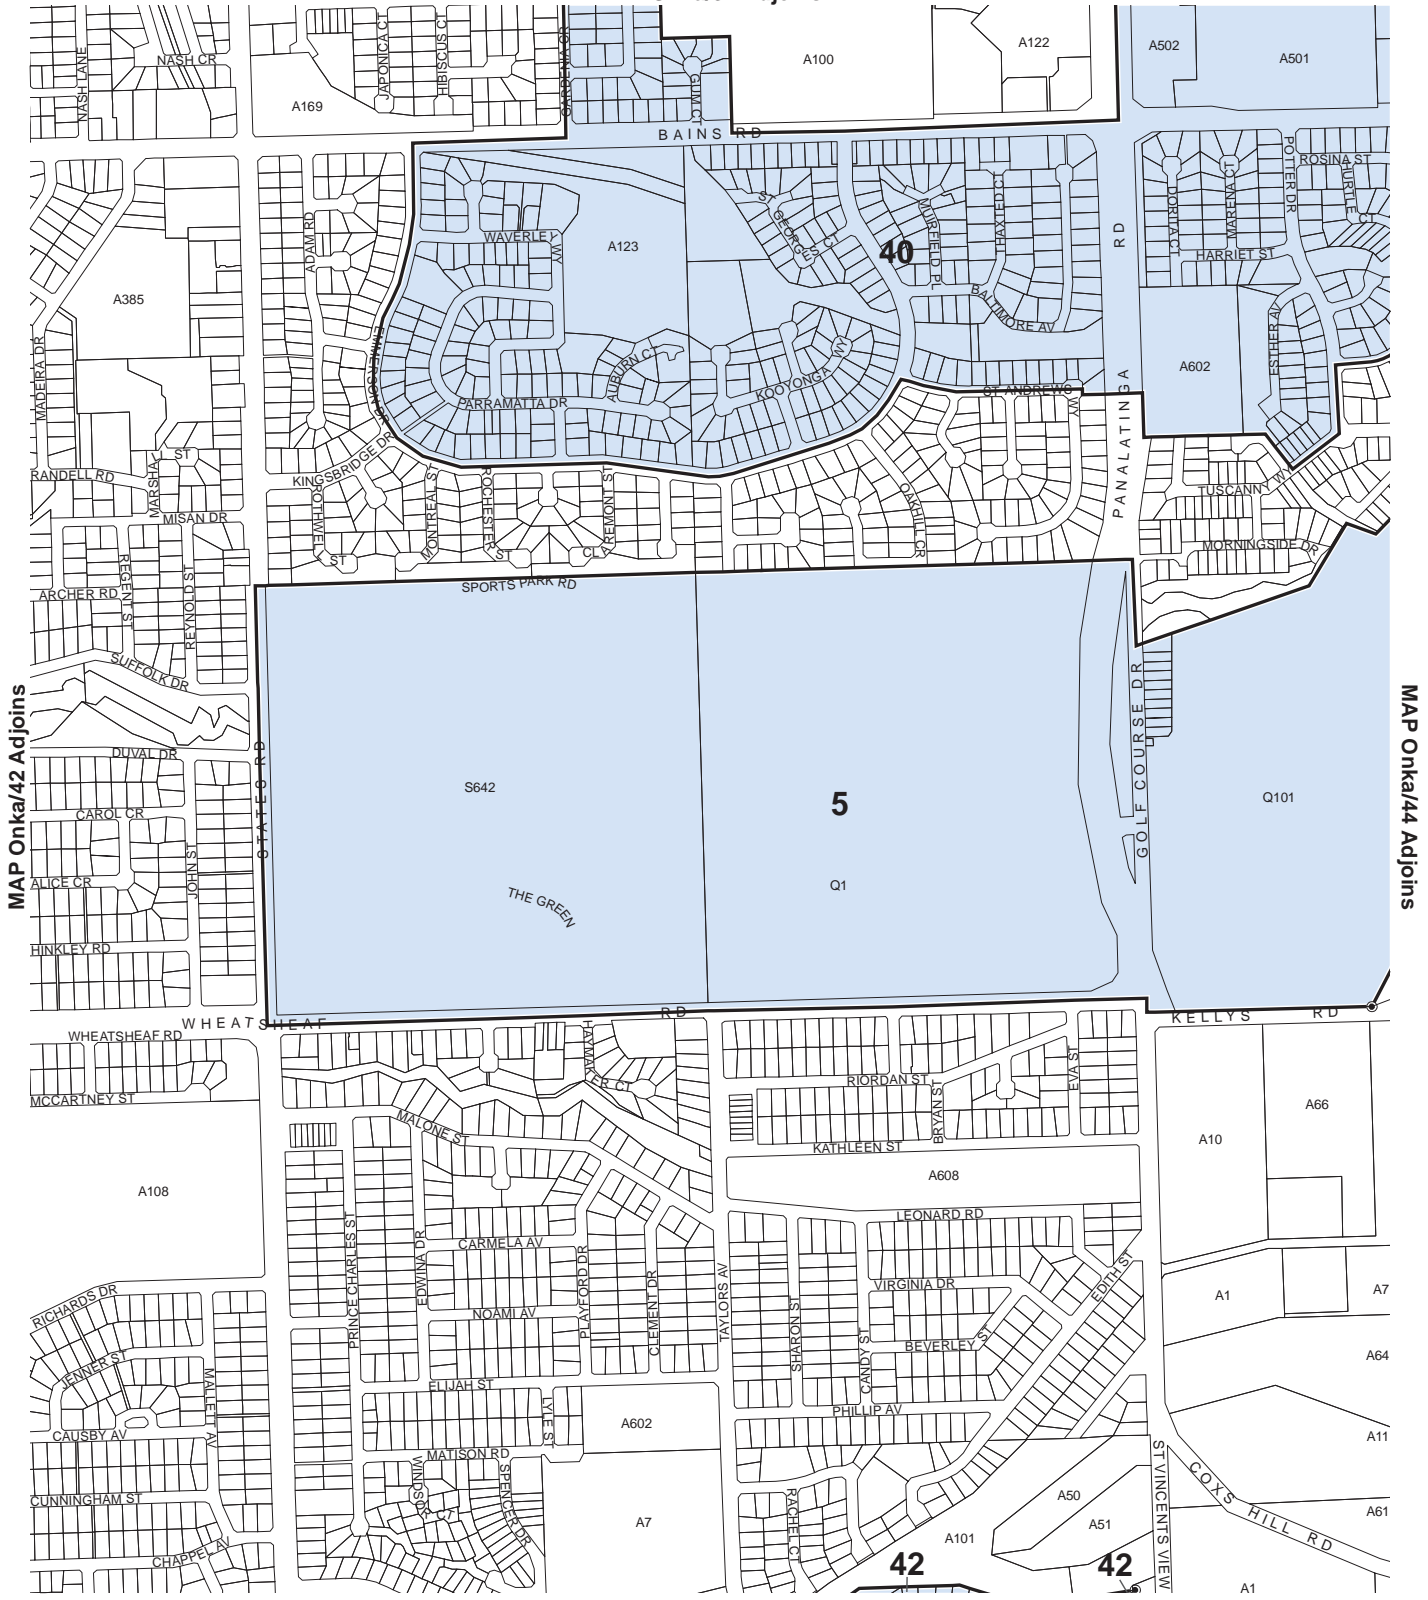 NASH LANE
NASH CR
A169
JAPONICA CT
HIBISCUS CT
GARDENIA CR
GUM CT
A100
A122
A502
A501
BAINS RD
ADAM RD
WAVERLEY WY
A123
ST GEORGES CT
40
MUIRFIELD PL
HAXTED CT
BALTIMORE AV
RD
DORITA CT
MARENA CT
POTTER DR
ROSINA ST
HURTLE CT
HARRIET ST
A385
MADEIRA DR
EMMERSON DR
AUBURN CT
PARRAMATTA DR
KOOYONGA WY
A602
ESTHER AV
ST ANDREWS WY
PANALATINGA
RANDELL RD
MARSHALL ST
KINGSBRIDGE DR
ROTHWELL ST
MONTREAL ST
ROCHESTER ST
CLAREMONT ST
OAKHILL CR
TUSCANNY WY
MISAN DR
MORNINGSIDE DR
REGENT ST
REYNOLD ST
ARCHER RD
SPORTS PARK RD
SUFFOLK DR
MAP Onka/42 Adjoins
MAP Onka/44 Adjoins
DUVAL DR
STATES RD
GOLF COURSE DR
S642
5
Q101
CAROL CR
JOHN ST
ALICE CR
THE GREEN
Q1
HINKLEY RD
WHEATSHEAF RD
KELLYS RD
WHEATSHEAF RD
HAYMAKER CT
RIORDAN ST
EVA ST
MCCARTNEY ST
MALONE ST
BRYAN ST
A66
A10
KATHLEEN ST
A108
A608
LEONARD RD
PRINCE CHARLES ST
EDWINA DR
CARMELA AV
PLAYFORD DR
CLEMENT DR
TAYLORS AV
SHARON ST
VIRGINIA DR
EDITH ST
A1
A7
RICHARDS DR
NOAMI AV
CANDY ST
BEVERLEY ST
A64
JENNER ST
MALLETT AV
ELIJAH ST
LYLE ST
A602
PHILLIP AV
CAUSBY AV
A11
MATISON RD
WINDSOR CT
SPENCER DR
ST VINCENTS VIEW
COXS HILL RD
CUNNINGHAM ST
RACHEL CT
A50
A51
A61
A7
A101
CHAPPEL AV
42
42
A1